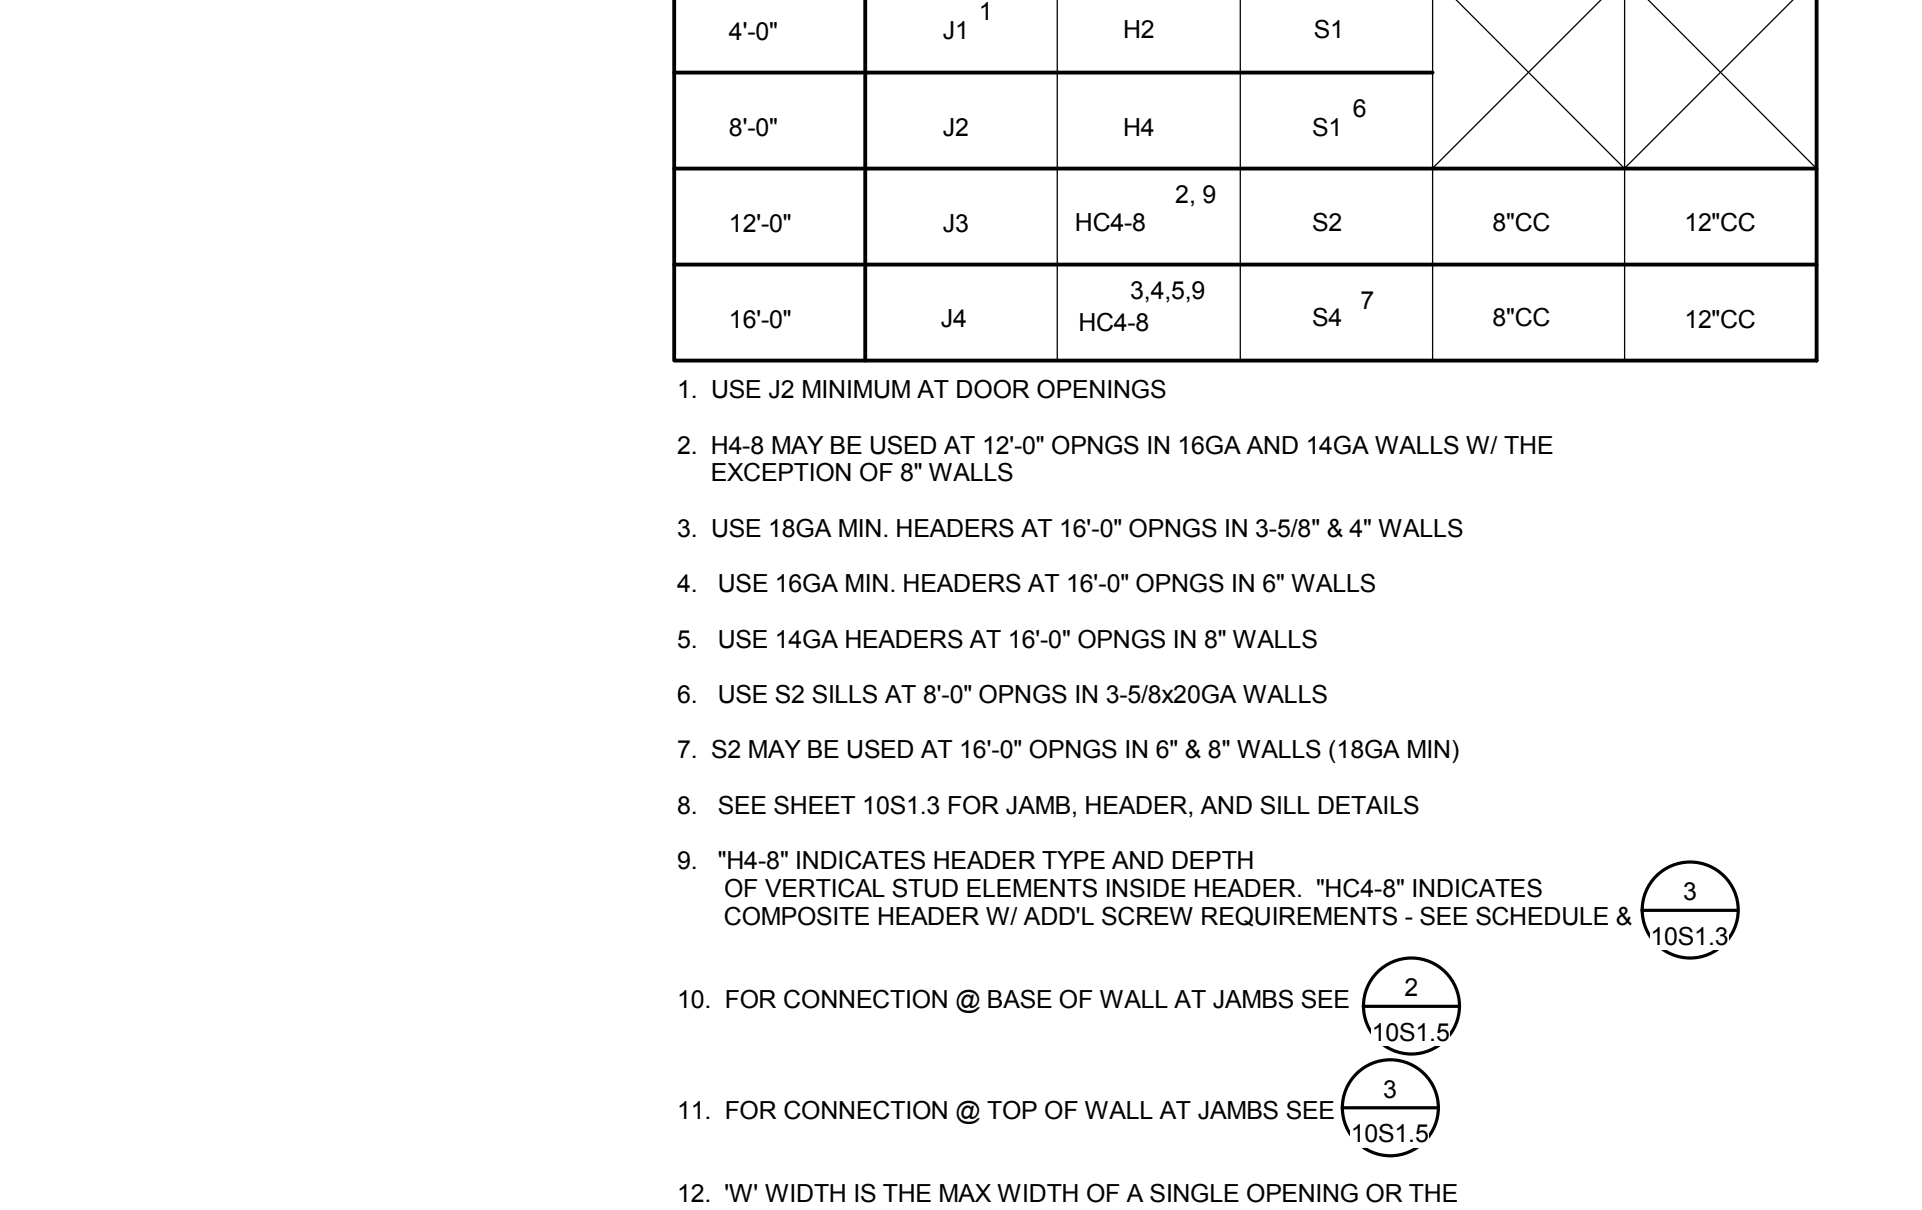 4'-0" J1 1 H2 S1
8'-0" J2 H4 S1 6
12'-0" J3 HC4-8 2, 9 S2 8"CC 12"CC
16'-0" J4 HC4-8 3,4,5,9 S4 7 8"CC 12"CC
1. USE J2 MINIMUM AT DOOR OPENINGS
2. H4-8 MAY BE USED AT 12'-0" OPNGS IN 16GA AND 14GA WALLS W/ THE
EXCEPTION OF 8" WALLS
3. USE 18GA MIN. HEADERS AT 16'-0" OPNGS IN 3-5/8" & 4" WALLS
4. USE 16GA MIN. HEADERS AT 16'-0" OPNGS IN 6" WALLS
5. USE 14GA HEADERS AT 16'-0" OPNGS IN 8" WALLS
6. USE S2 SILLS AT 8'-0" OPNGS IN 3-5/8x20GA WALLS
7. S2 MAY BE USED AT 16'-0" OPNGS IN 6" & 8" WALLS (18GA MIN)
8. SEE SHEET 10S1.3 FOR JAMB, HEADER, AND SILL DETAILS
9. "H4-8" INDICATES HEADER TYPE AND DEPTH
OF VERTICAL STUD ELEMENTS INSIDE HEADER. "HC4-8" INDICATES
COMPOSITE HEADER W/ ADD'L SCREW REQUIREMENTS - SEE SCHEDULE &
3
10S1.3
10. FOR CONNECTION @ BASE OF WALL AT JAMBS SEE
2
10S1.5
11. FOR CONNECTION @ TOP OF WALL AT JAMBS SEE
3
10S1.5
12. 'W' WIDTH IS THE MAX WIDTH OF A SINGLE OPENING OR THE